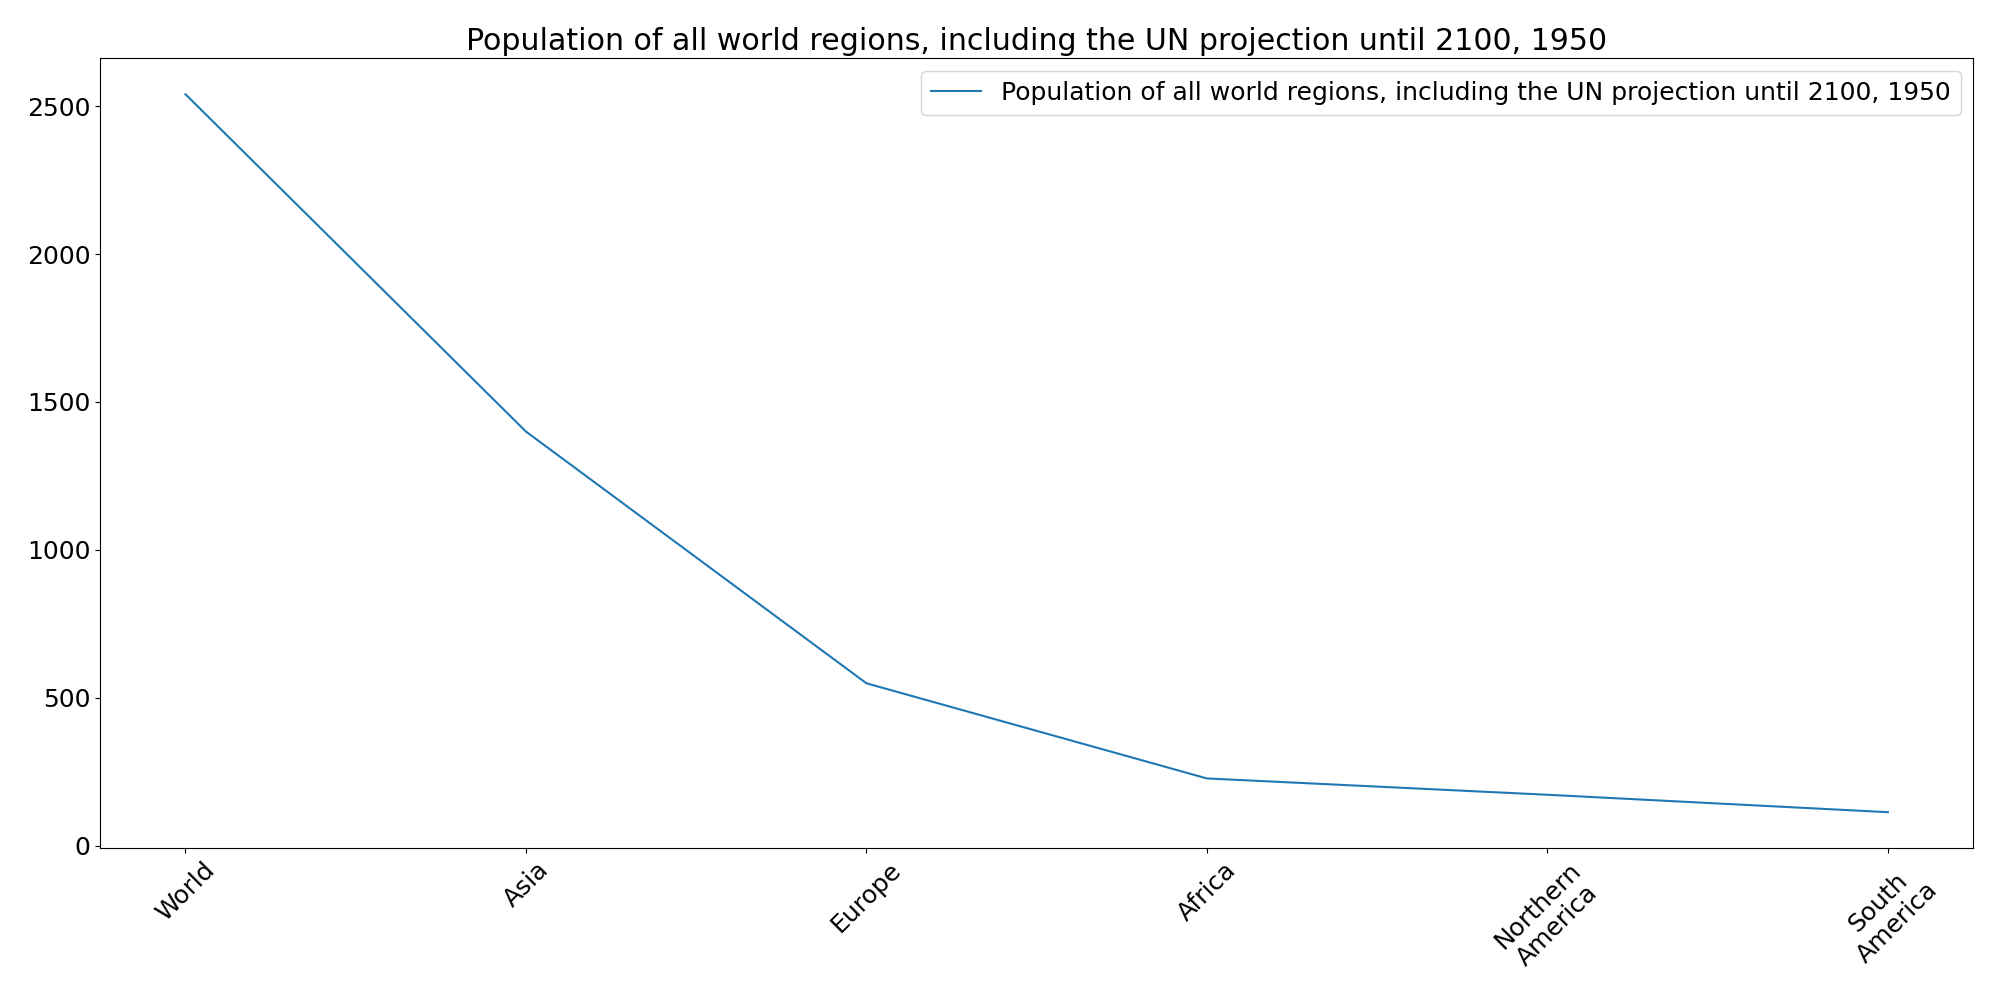 Population of all world regions, including the UN projection until 2100, 1950
Population of all world regions, including the UN projection until 2100, 1950
2500
2000
1500
1000
500
0
World
Asia
Europe
Africa
Northern
America
South
America